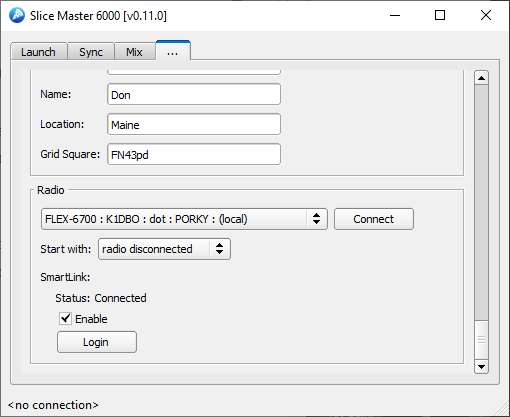 Slice Master 6000 [v0.11.0]
Launch Sync Mix ...
Name: Don
Location: Maine
Grid Square: FN43pd
Radio
FLEX-6700 : K1DBO : dot : PORKY : (local) Connect
Start with: radio disconnected
SmartLink:
Status: Connected
Enable
Login
<no connection>